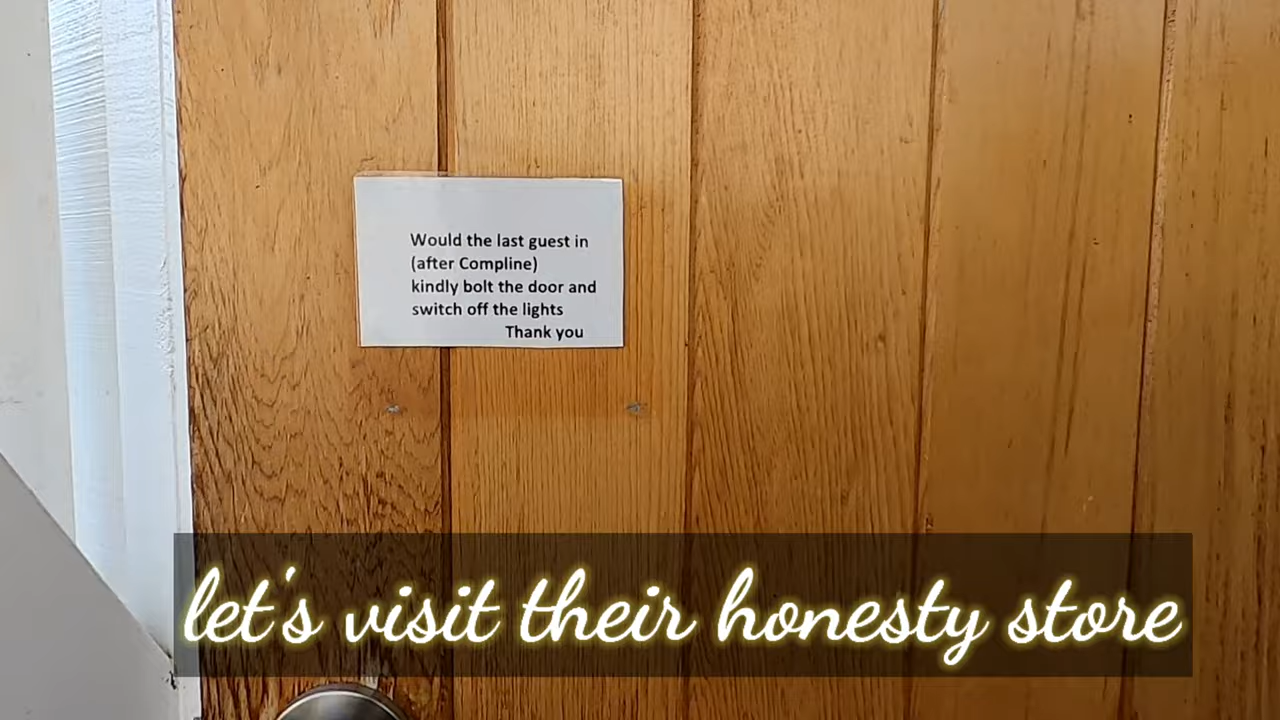 Would the last guest in
(after Compline)
kindly bolt the door and
switch off the lights
Thank you
let's visit their honesty store